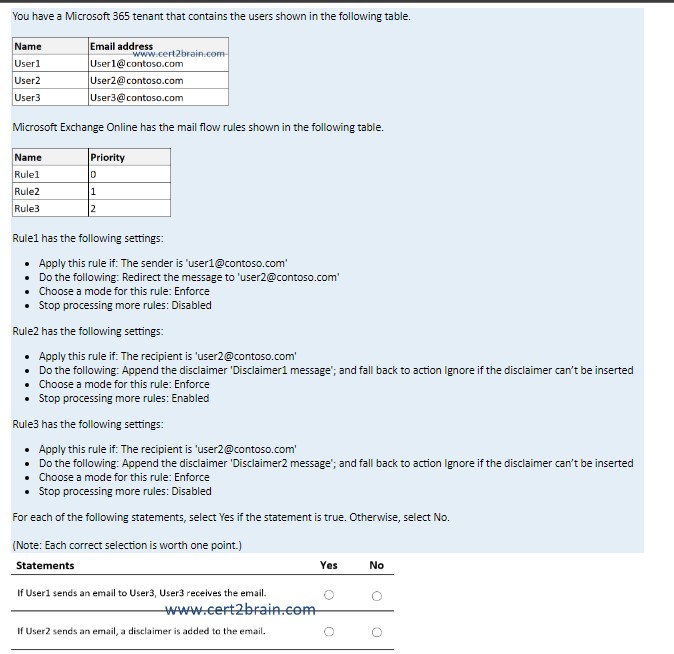 You have a Microsoft 365 tenant that contains the users shown in the following table.
Name Email address
www.cert2brain.com
User1 User1@contoso.com
User2 User2@contoso.com
User3 User3@contoso.com
Microsoft Exchange Online has the mail flow rules shown in the following table.
Name Priority
Rule1 0
Rule2 1
Rule3 2
Rule1 has the following settings:
• Apply this rule if: The sender is 'user1@contoso.com'
• Do the following: Redirect the message to 'user2@contoso.com'
• Choose a mode for this rule: Enforce
• Stop processing more rules: Disabled
Rule2 has the following settings:
• Apply this rule if: The recipient is 'user2@contoso.com'
• Do the following: Append the disclaimer 'Disclaimer1 message'; and fall back to action Ignore if the disclaimer can't be inserted
• Choose a mode for this rule: Enforce
• Stop processing more rules: Enabled
Rule3 has the following settings:
• Apply this rule if: The recipient is 'user2@contoso.com'
• Do the following: Append the disclaimer 'Disclaimer2 message'; and fall back to action Ignore if the disclaimer can't be inserted
• Choose a mode for this rule: Enforce
• Stop processing more rules: Disabled
For each of the following statements, select Yes if the statement is true. Otherwise, select No.
(Note: Each correct selection is worth one point.)
Statements Yes No
If User1 sends an email to User3, User3 receives the email.
www.cert2brain.com
If User2 sends an email, a disclaimer is added to the email.